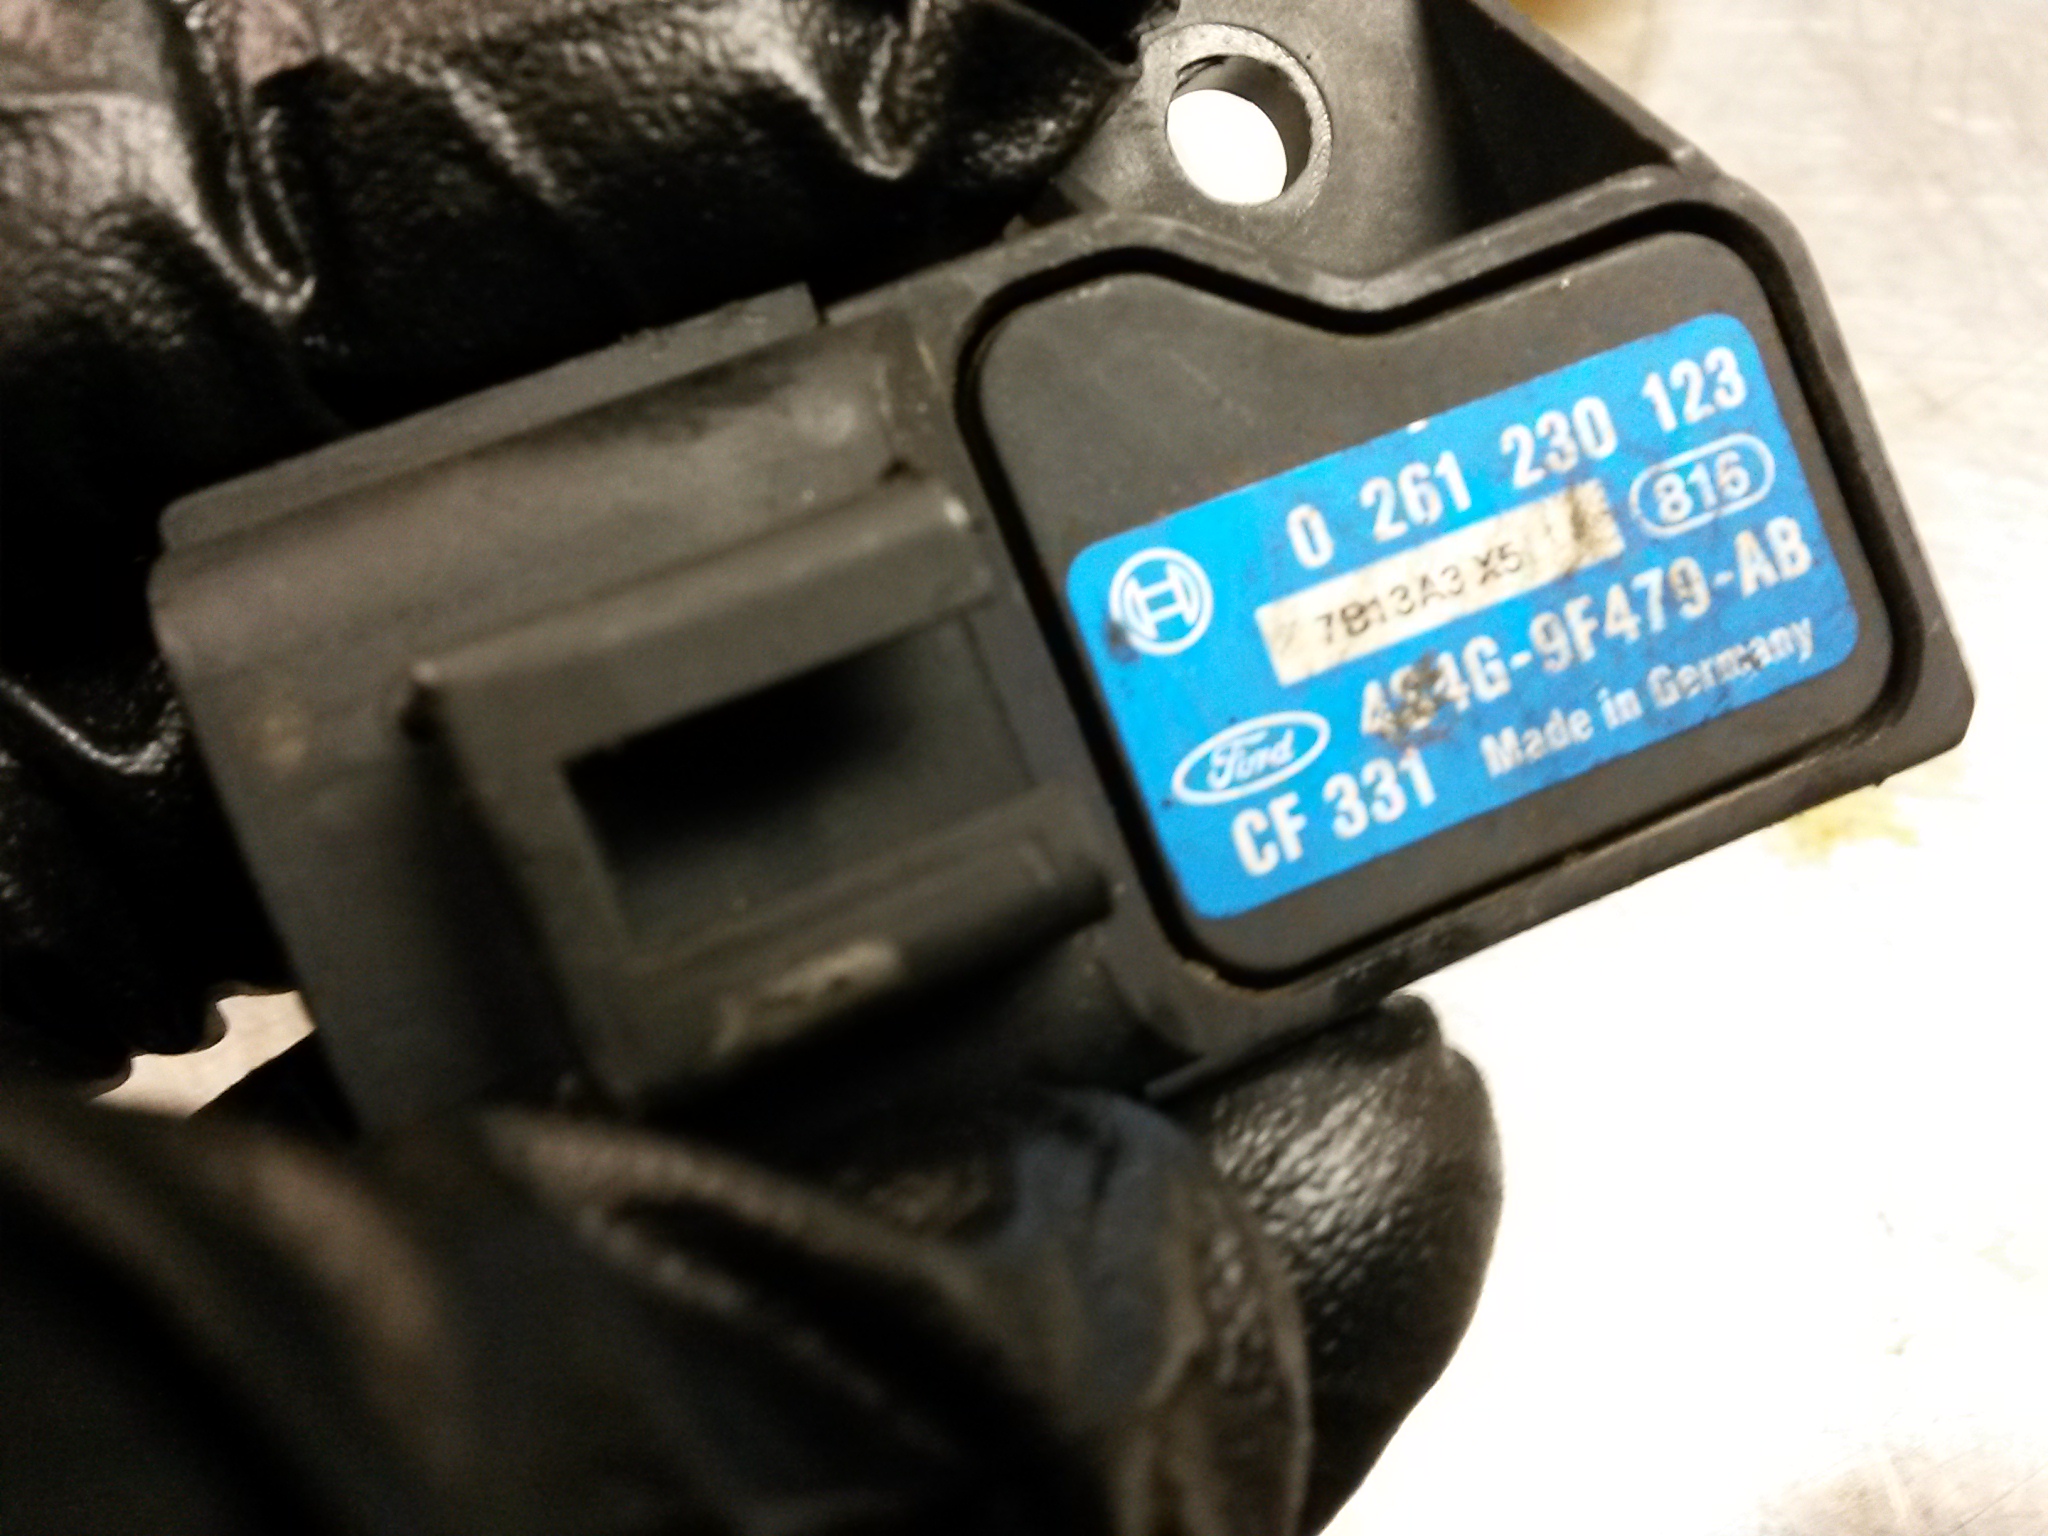 0 261 230 123
7B13A3 X5
816
9F479-AB
Ford
CF 331 Made in Germany